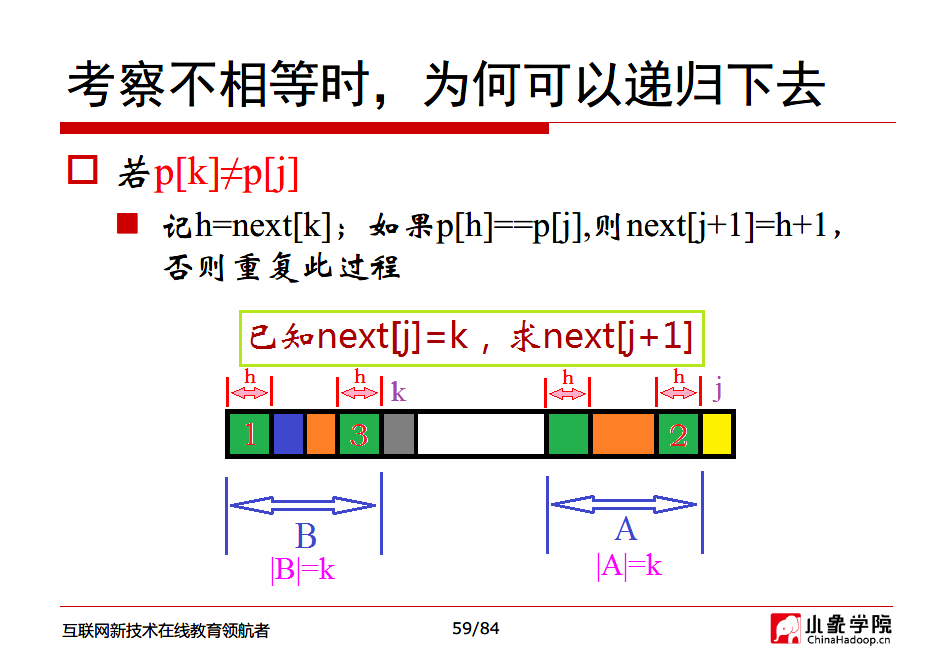 考察不相等时，为何可以递归下去
若p[k]≠p[j]
记h=next[k]；如果p[h]==p[j],则next[j+1]=h+1，
否则重复此过程
已知next[j]=k，求next[j+1]
h h k h h j
1 3 2
B A
|B|=k |A|=k
互联网新技术在线教育领航者 59/84 小象学院
ChinaHadoop.cn